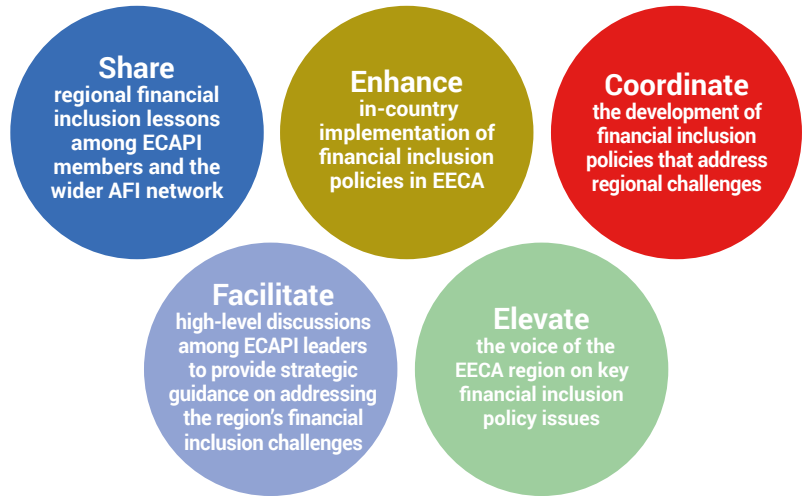 Share
regional financial
inclusion lessons
among ECAPI
members and the
wider AFI network
Enhance
in-country
implementation of
financial inclusion
policies in EECA
Coordinate
the development of
financial inclusion
policies that address
regional challenges
Facilitate
high-level discussions
among ECAPI leaders
to provide strategic
guidance on addressing
the region's financial
inclusion challenges
Elevate
the voice of the
EECA region on key
financial inclusion
policy issues